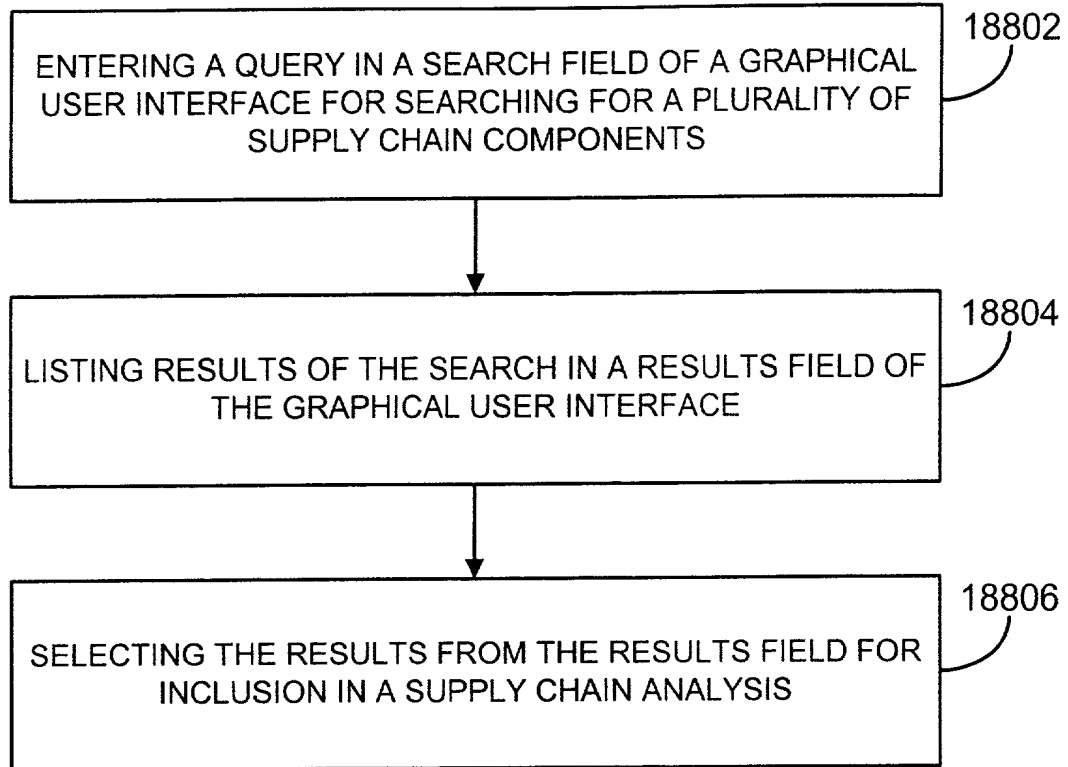 18802
ENTERING A QUERY IN A SEARCH FIELD OF A GRAPHICAL
USER INTERFACE FOR SEARCHING FOR A PLURALITY OF
SUPPLY CHAIN COMPONENTS
18804
LISTING RESULTS OF THE SEARCH IN A RESULTS FIELD OF
THE GRAPHICAL USER INTERFACE
18806
SELECTING THE RESULTS FROM THE RESULTS FIELD FOR
INCLUSION IN A SUPPLY CHAIN ANALYSIS